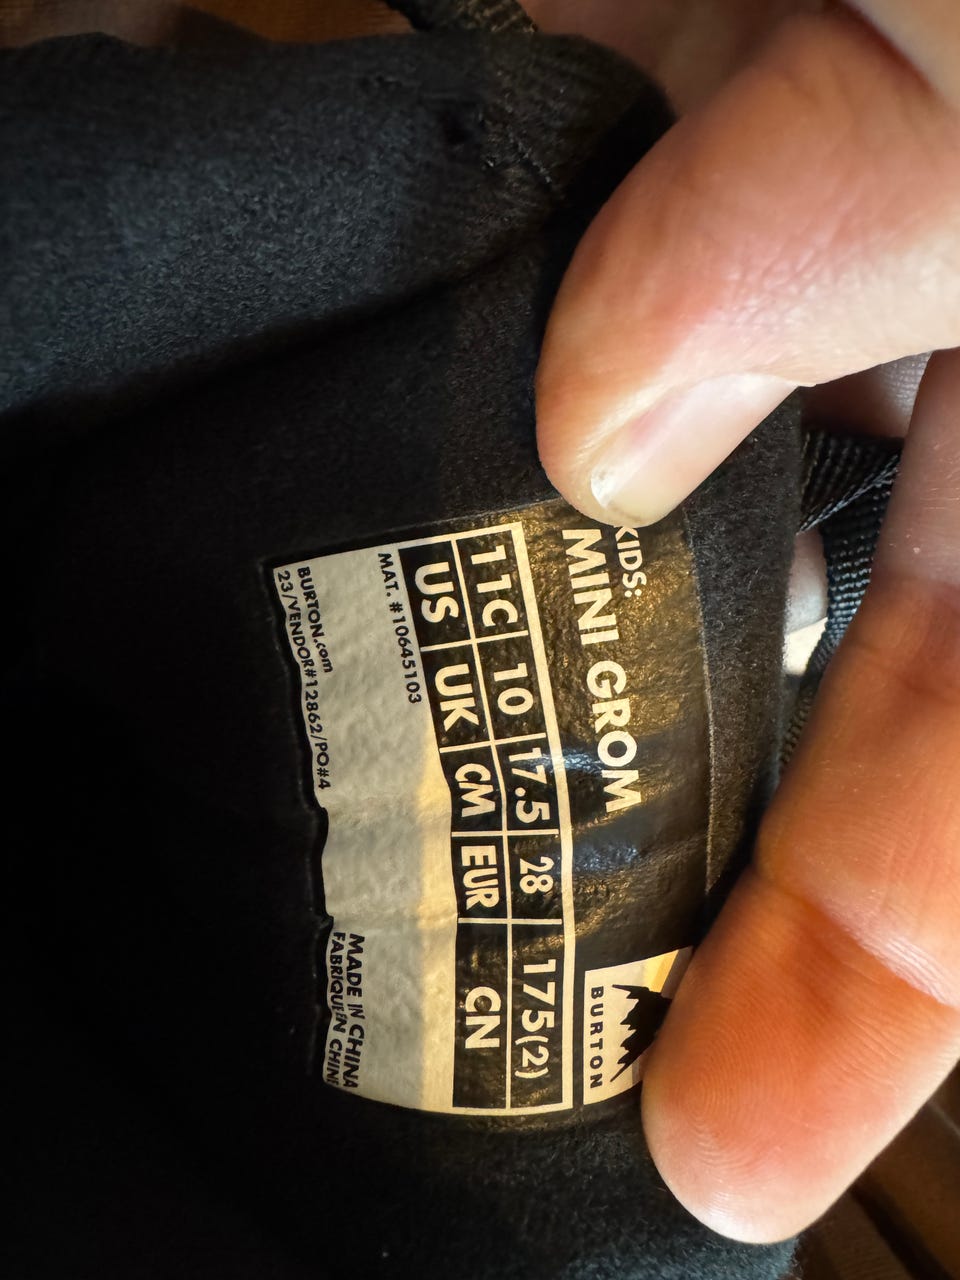 KIDS:
MINI GROM
BURTON
11C 10 17.5 28 175(2)
US UK CM EUR CN
MAT. #10645103
MADE IN CHINA
FABRIQUE EN CHINE
BURTON.com
23/VENDOR#12862/PO#4